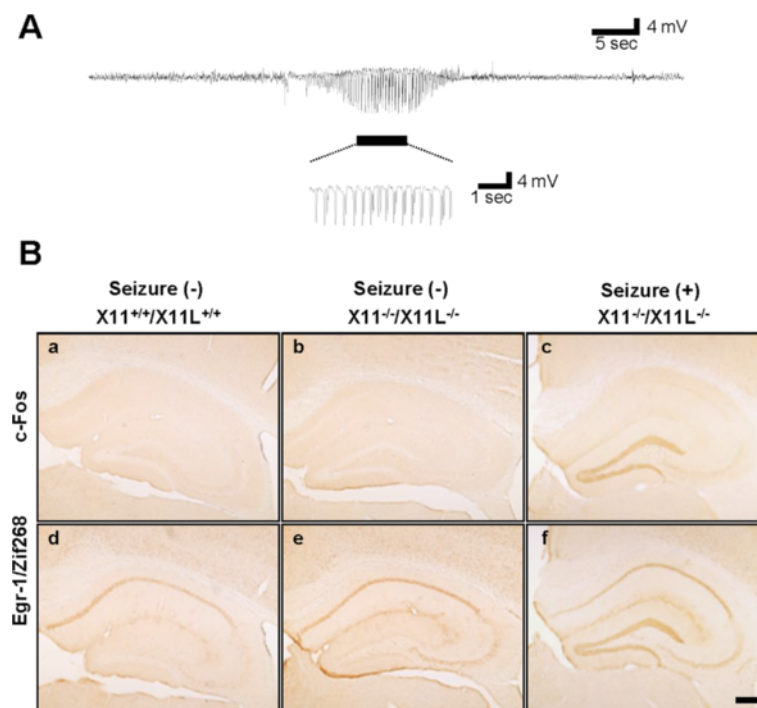 A
4 mV
5 sec
4 mV
1 sec
B
Seizure (-) Seizure (-) Seizure (+)
X11+/+/X11L+/+ X11-/-/X11L-/- X11-/-/X11L-/-
c-Fos
a b c
Egr-1/Zif268
d e f